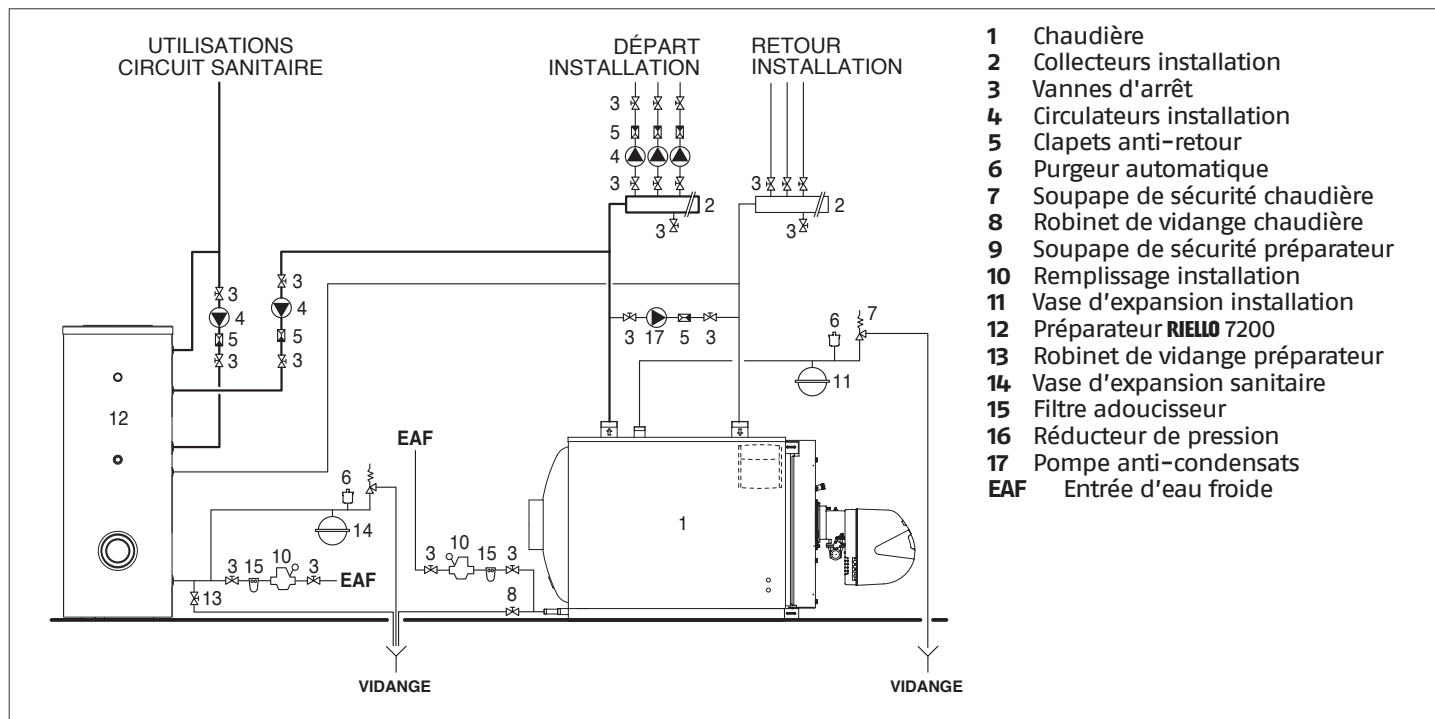 UTILISATIONS
CIRCUIT SANITAIRE
DÉPART
INSTALLATION
RETOUR
INSTALLATION
3
5
4
3
2
3
3
2
3
3
4
5
3
3
4
5
3
3
17
5
3
6
7
11
12
EAF
6
14
3
15
10
3
EAF
13
3
10
15
3
8
1
VIDANGE
VIDANGE
1 Chaudière
2 Collecteurs installation
3 Vannes d'arrêt
4 Circulateurs installation
5 Clapets anti-retour
6 Purgeur automatique
7 Soupape de sécurité chaudière
8 Robinet de vidange chaudière
9 Soupape de sécurité préparateur
10 Remplissage installation
11 Vase d'expansion installation
12 Préparateur RIELLO 7200
13 Robinet de vidange préparateur
14 Vase d'expansion sanitaire
15 Filtre adoucisseur
16 Réducteur de pression
17 Pompe anti-condensats
EAF Entrée d'eau froide